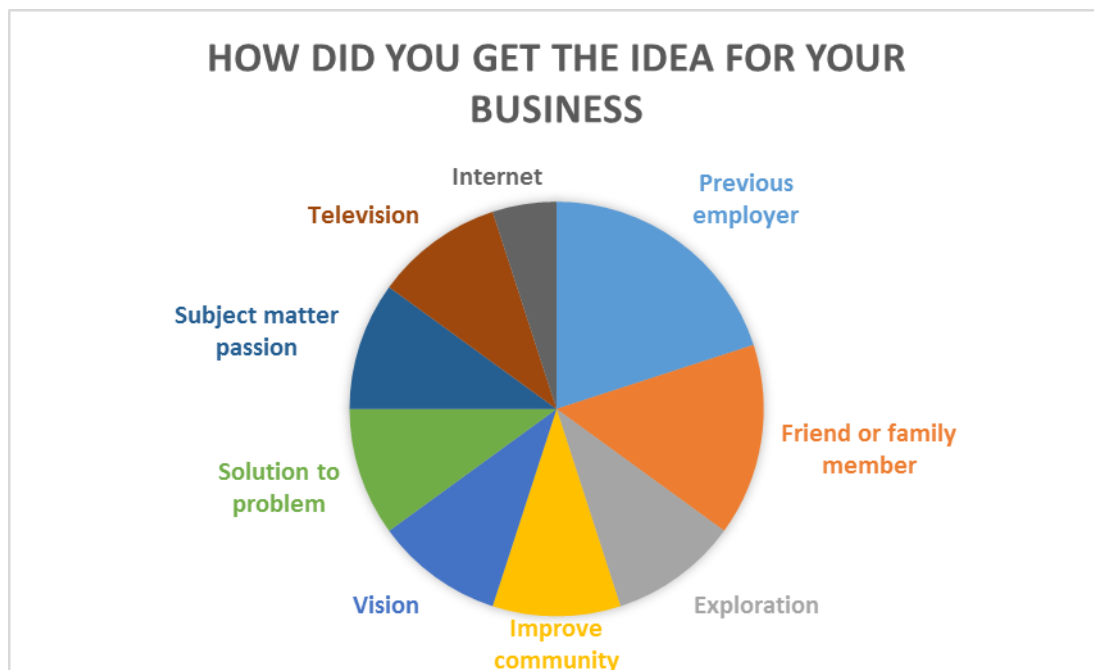 HOW DID YOU GET THE IDEA FOR YOUR
BUSINESS
Internet
Previous
employer
Television
Subject matter
passion
Friend or family
member
Solution to
problem
Vision
Exploration
Improve
community